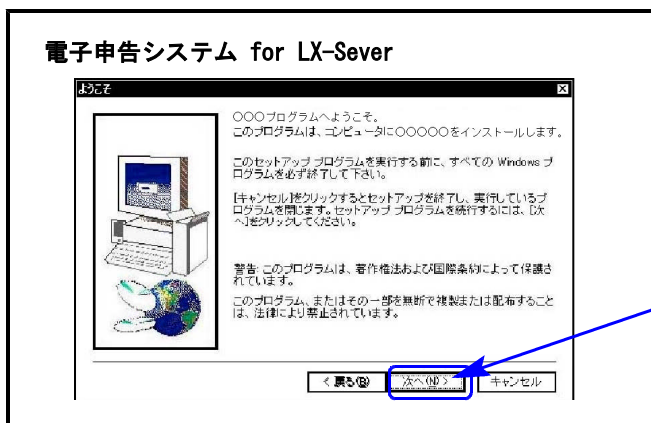 電子申告システム for LX-Sever
ようこそ
○○○プログラムへようこそ。
このプログラムは、コンピュータに○○○○○をインストールします。
このセットアップ プログラムを実行する前に、すべての Windows プ
ログラムを必ず終了して下さい。
[キャンセル]をクリックするとセットアップを終了し、実行しているプ
ログラムを閉じます。セットアップ プログラムを続行するには、[次
へ]をクリックしてください。
警告: このプログラムは、著作権法および国際条約によって保護さ
れています。
このプログラム、またはその一部を無断で複製または配布すること
は、法律により禁止されています。
< 戻る(B) 次へ(N) > キャンセル